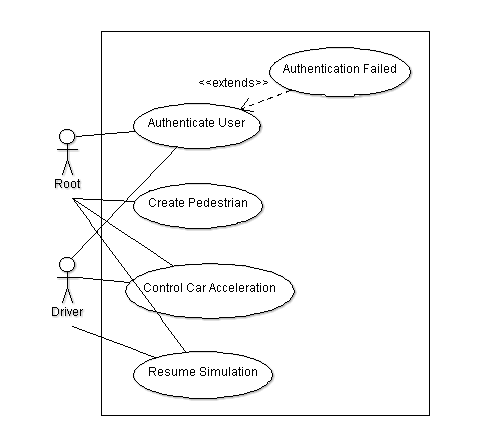 Authentication Failed
<<extends>>
Authenticate User
Root
Create Pedestrian
Control Car Acceleration
Driver
Resume Simulation